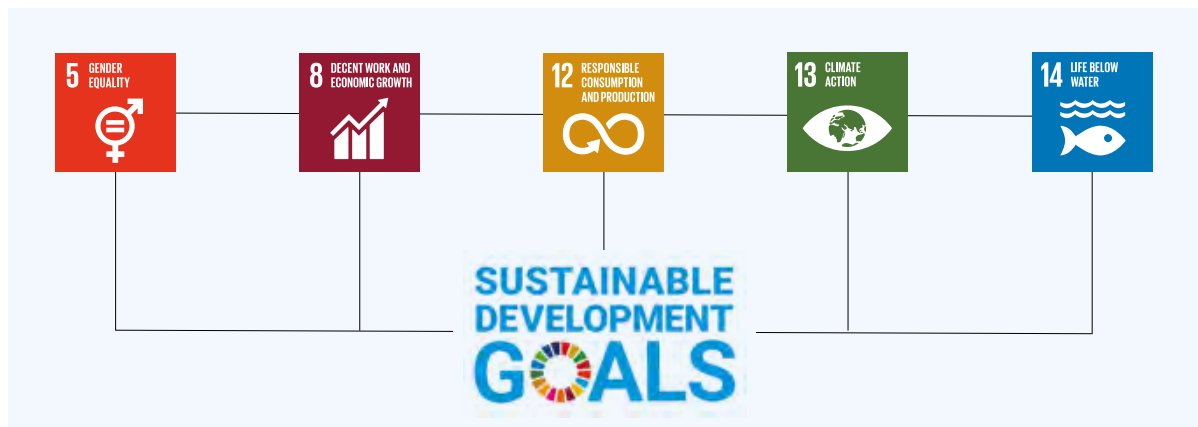 5 GENDER
EQUALITY
8 DECENT WORK AND
ECONOMIC GROWTH
12 RESPONSIBLE
CONSUMPTION
AND PRODUCTION
13 CLIMATE
ACTION
14 LIFE BELOW
WATER
SUSTAINABLE
DEVELOPMENT
GOALS